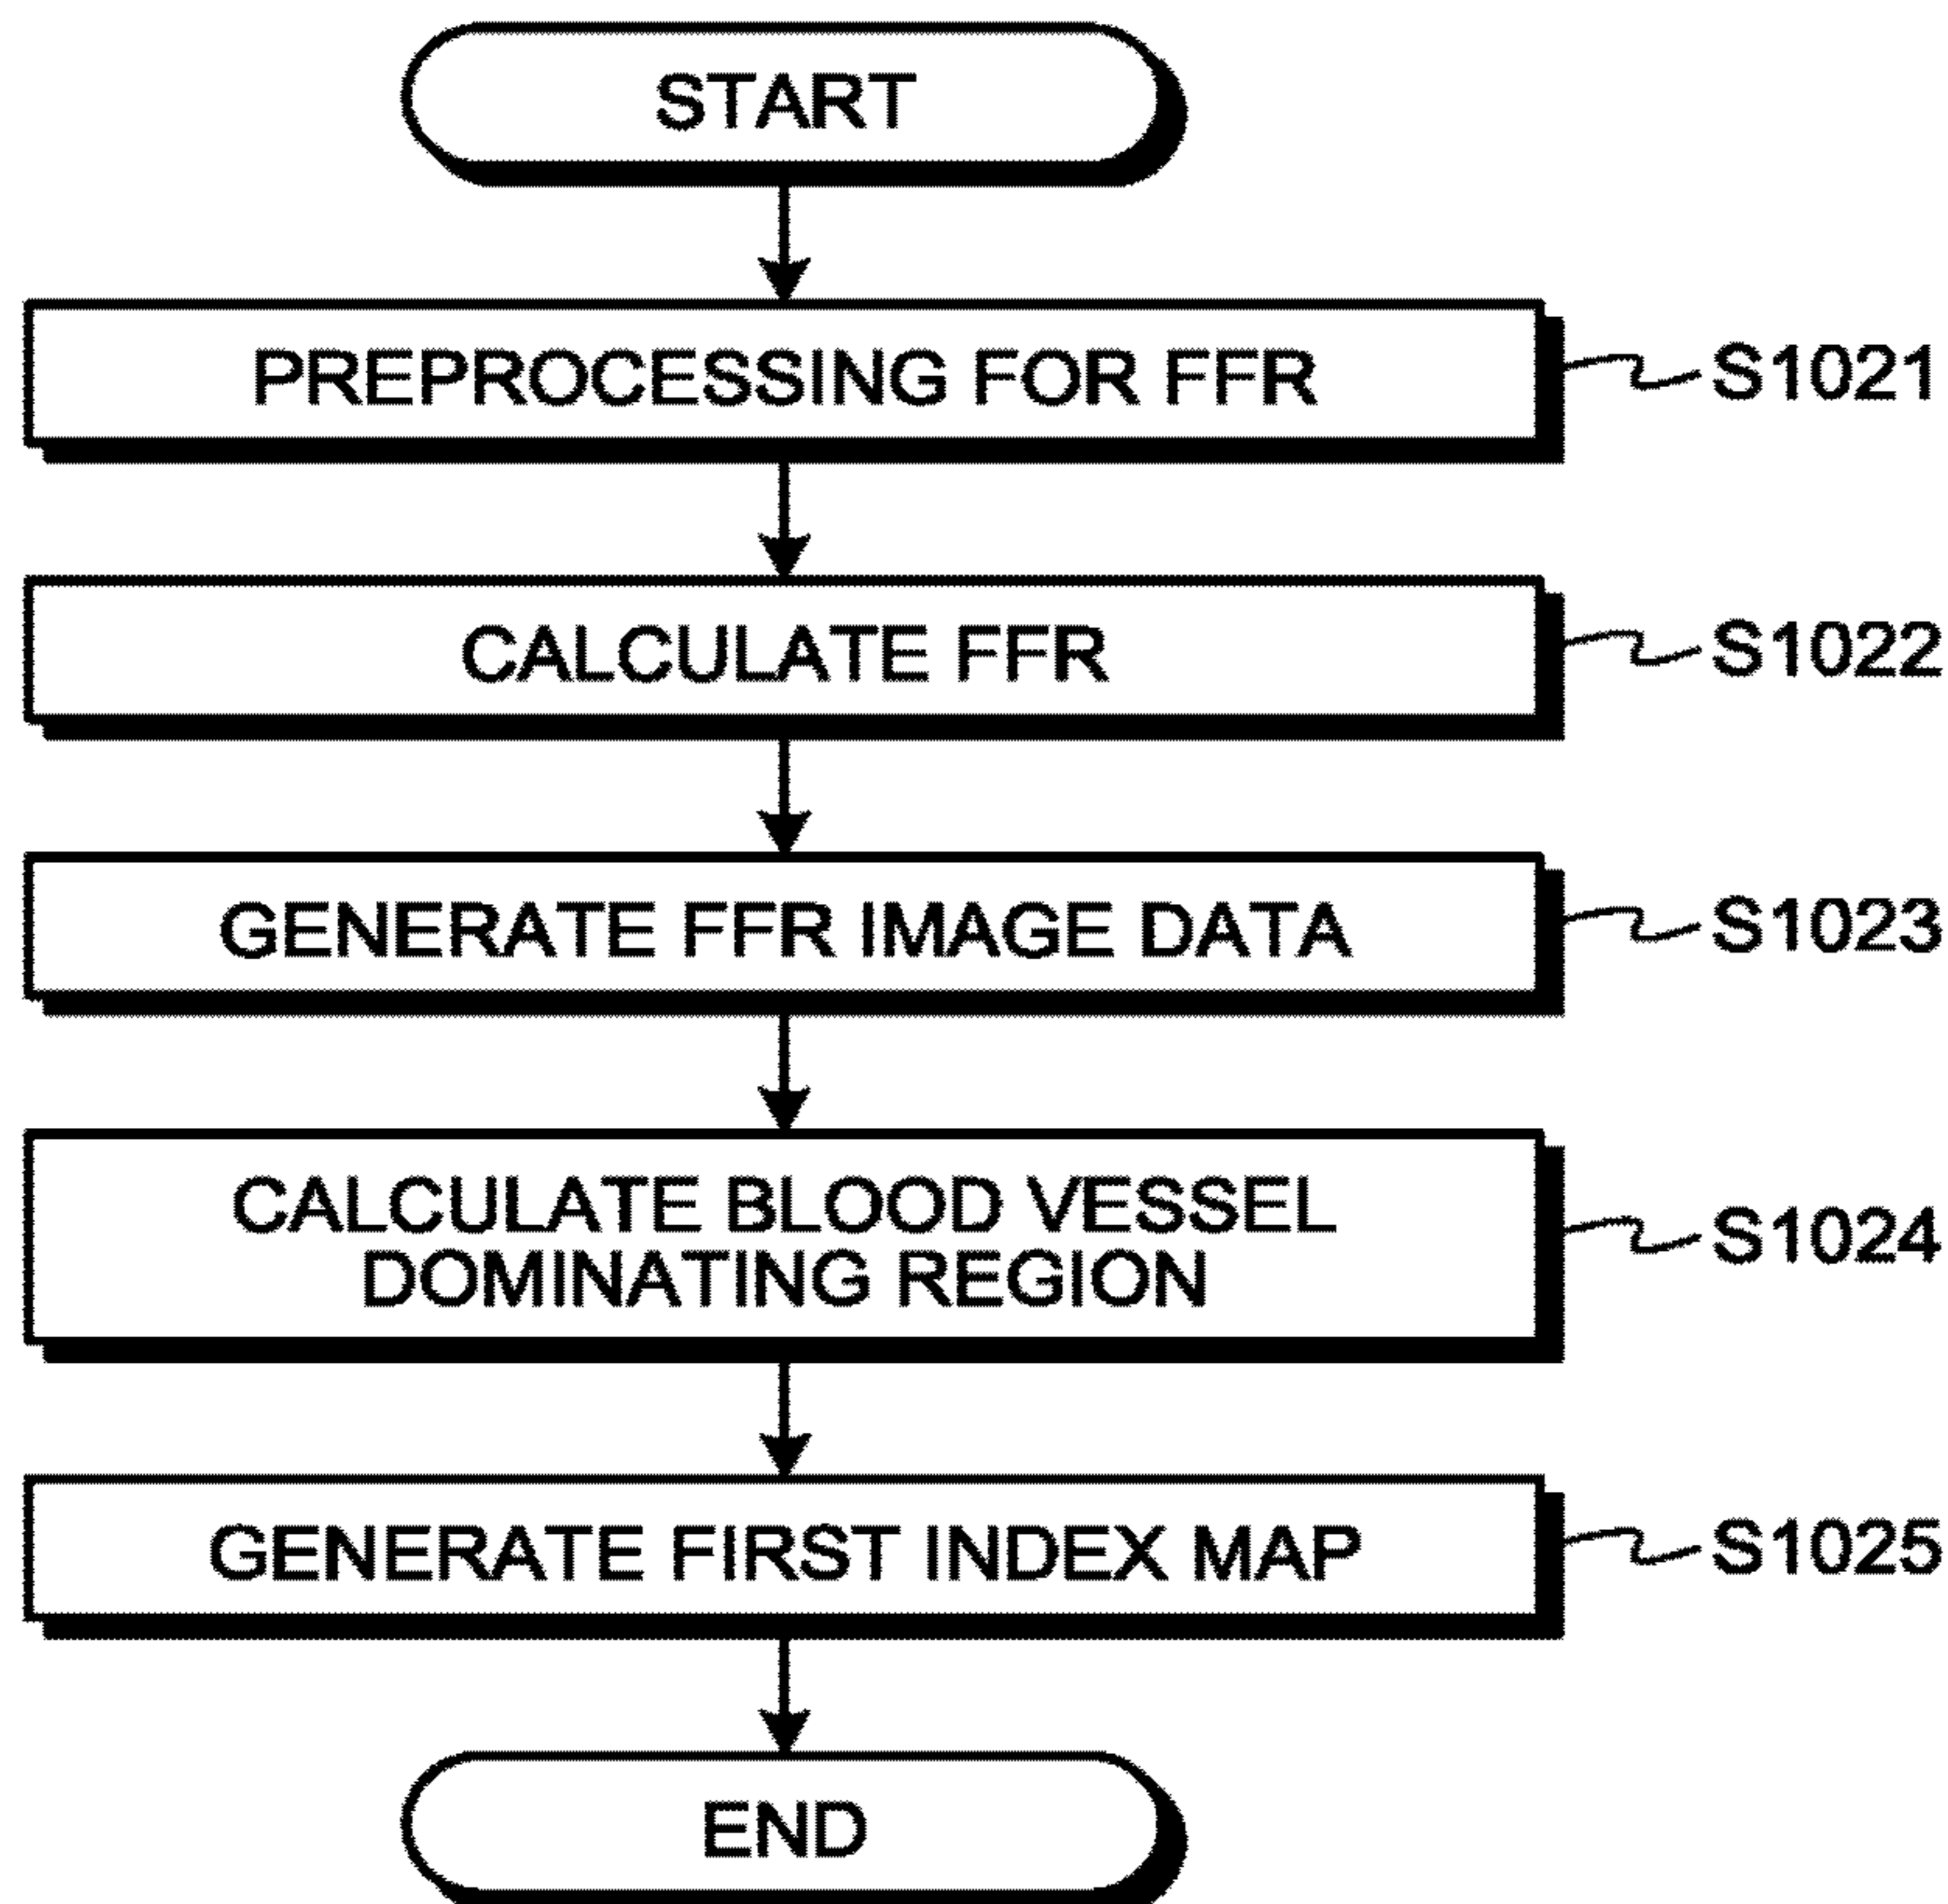 START
PREPROCESSING FOR FFR
S1021
CALCULATE FFR
S1022
GENERATE FFR IMAGE DATA
S1023
CALCULATE BLOOD VESSEL
DOMINATING REGION
S1024
GENERATE FIRST INDEX MAP
S1025
END